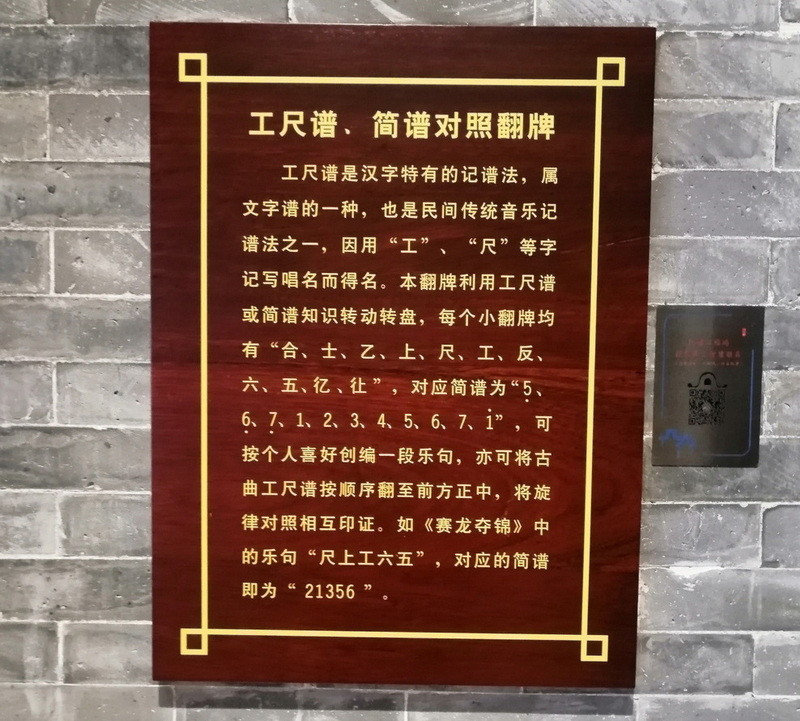 工尺谱、简谱对照翻牌
工尺谱是汉字特有的记谱法，属
文字谱的一种，也是民间传统音乐记
谱法之一，因用“工”、“尺”等字
记写唱名而得名。本翻牌利用工尺谱
或简谱知识转动转盘，每个小翻牌均
有“合、士、乙、上、尺、工、反、
六、五、亿、㐀”，对应简谱为“5̣、
6̣、7̣、1、2、3、4、5、6、7、1̇”，可
按个人喜好创编一段乐句，亦可将古
曲工尺谱按顺序翻至前方正中，将旋
律对照相互印证。如《赛龙夺锦》中
的乐句“尺上工六五”，对应的简谱
即为“ 21356 ”。